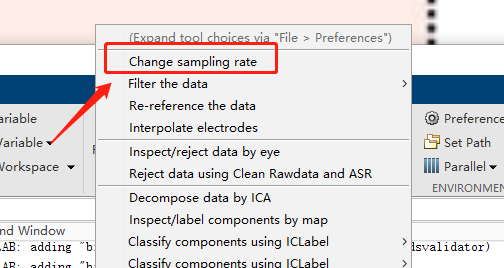 (Expand tool choices via "File > Preferences")
Change sampling rate
Filter the data
Re-reference the data
Interpolate electrodes
Inspect/reject data by eye
Reject data using Clean Rawdata and ASR
Decompose data by ICA
Inspect/label components by map
Classify components using ICLabel
Classify components using ICLabel
ariable
Variable
Workspace
Preference
Set Path
Parallel
ENVIRONMEN
nd Window
LAB: adding "b
dsvalidator)
LAB: adding "